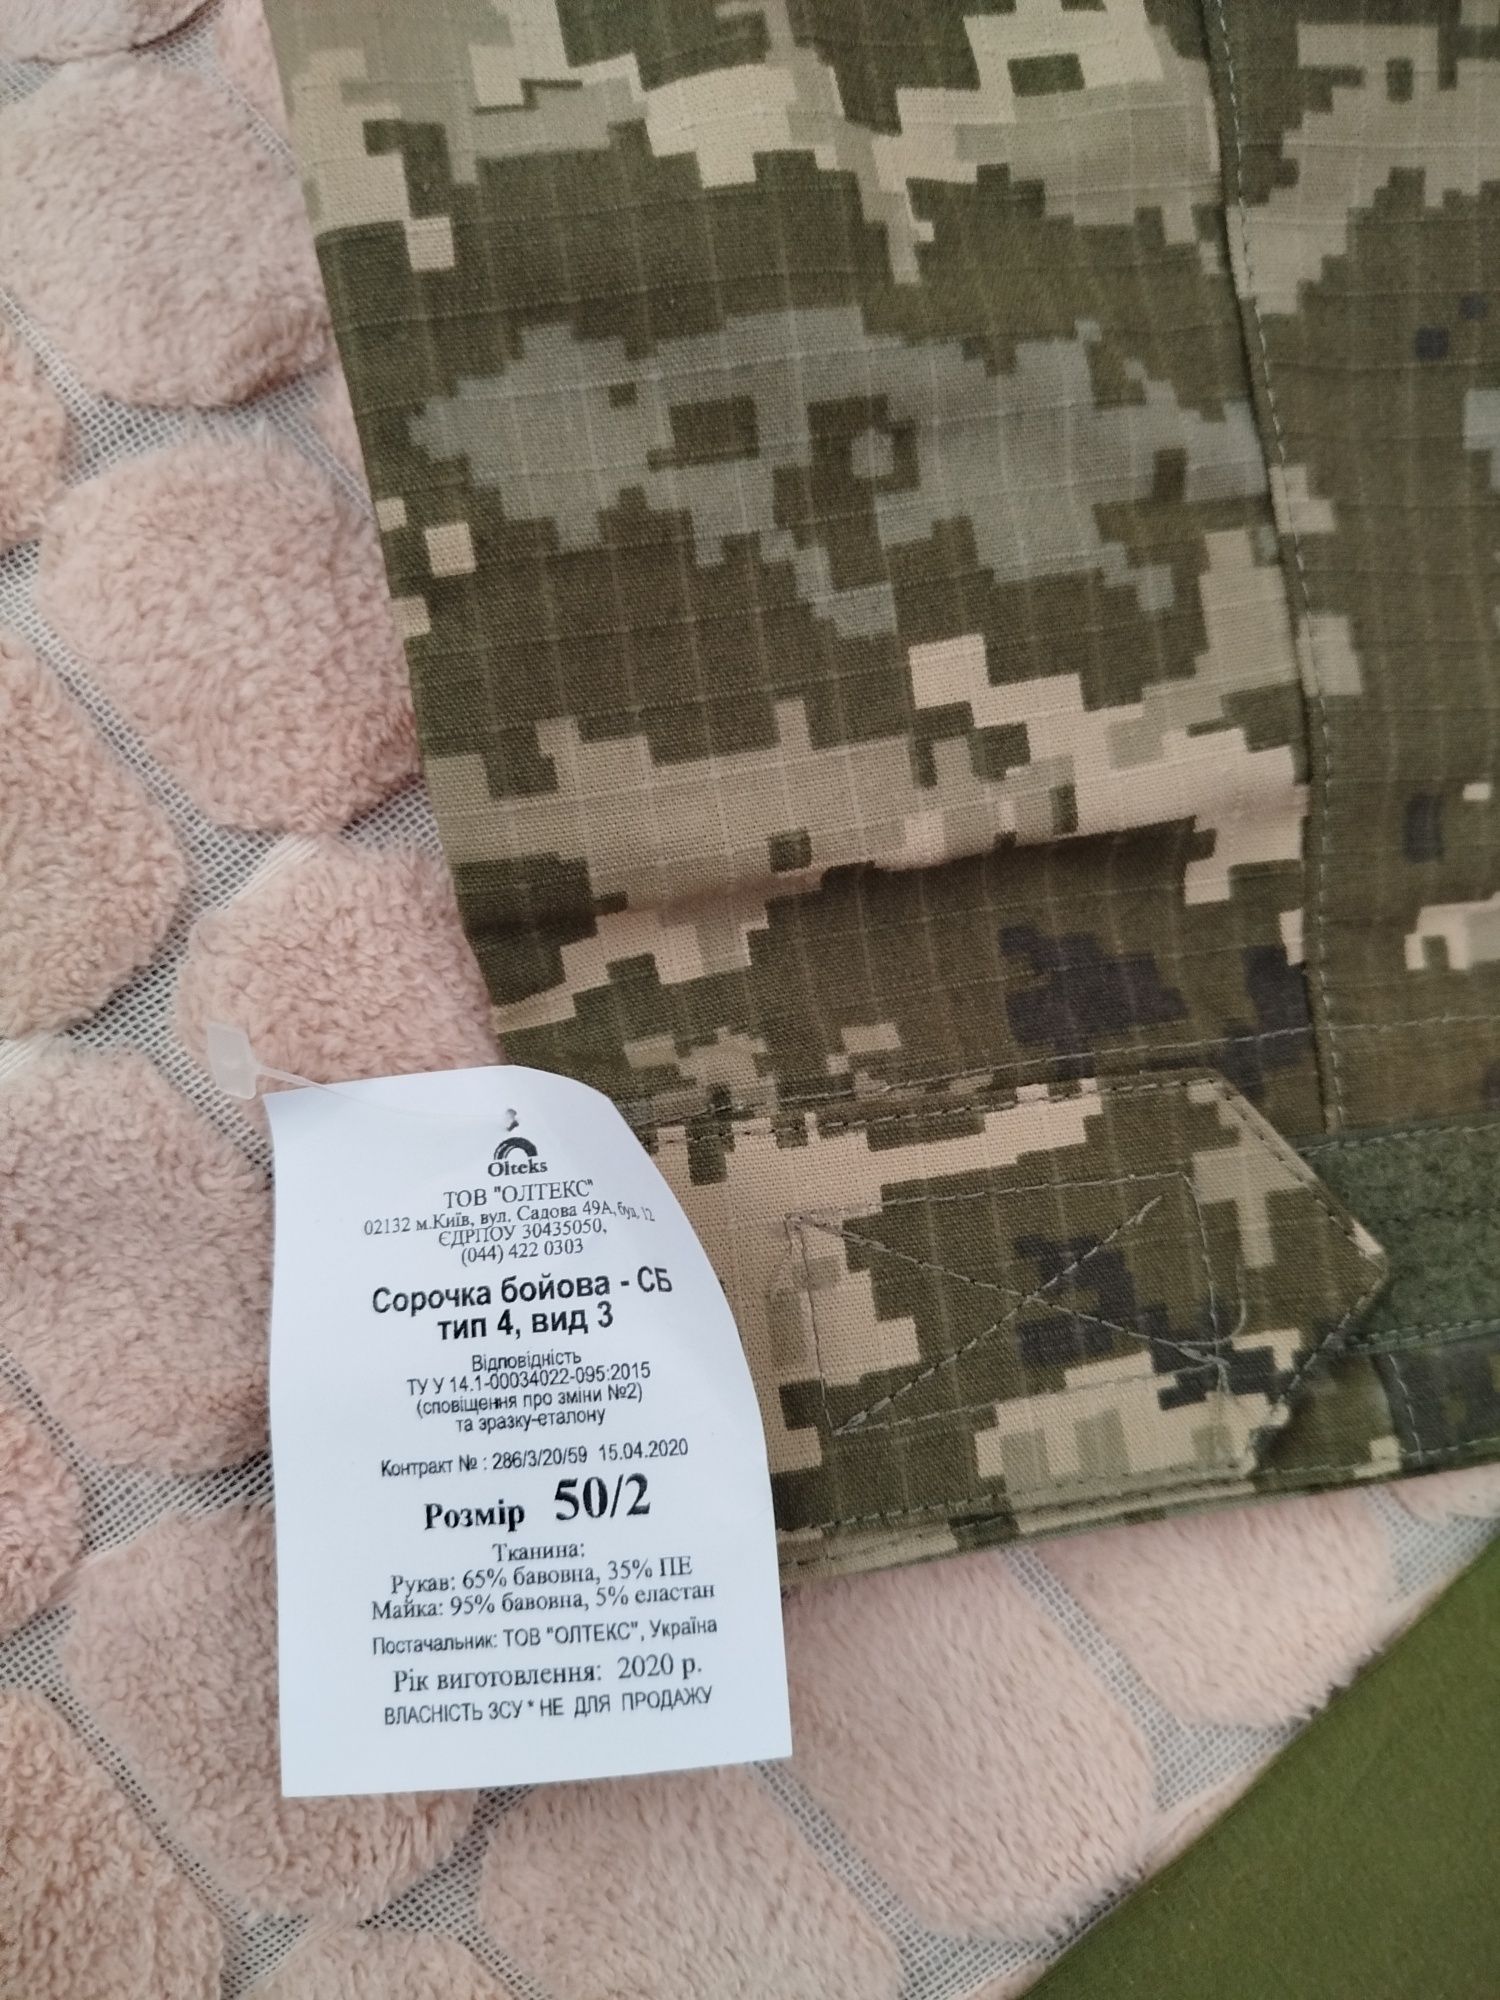 Olteks
ТОВ "ОЛТЕКС"
02132 м.Київ, вул. Садова 49А, буд. 12
ЄДРПОУ 30435050,
(044) 422 0303
Сорочка бойова - СБ
тип 4, вид 3
Відповідність
ТУ У 14.1-00034022-095:2015
(сповіщення про зміни №2)
та зразку-еталону
Контракт № : 286/3/20/59 15.04.2020
Розмір 50/2
Тканина:
Рукав: 65% бавовна, 35% ПЕ
Майка: 95% бавовна, 5% еластан
Постачальник: ТОВ "ОЛТЕКС", Україна
Рік виготовлення: 2020 р.
ВЛАСНІСТЬ ЗСУ * НЕ ДЛЯ ПРОДАЖУ